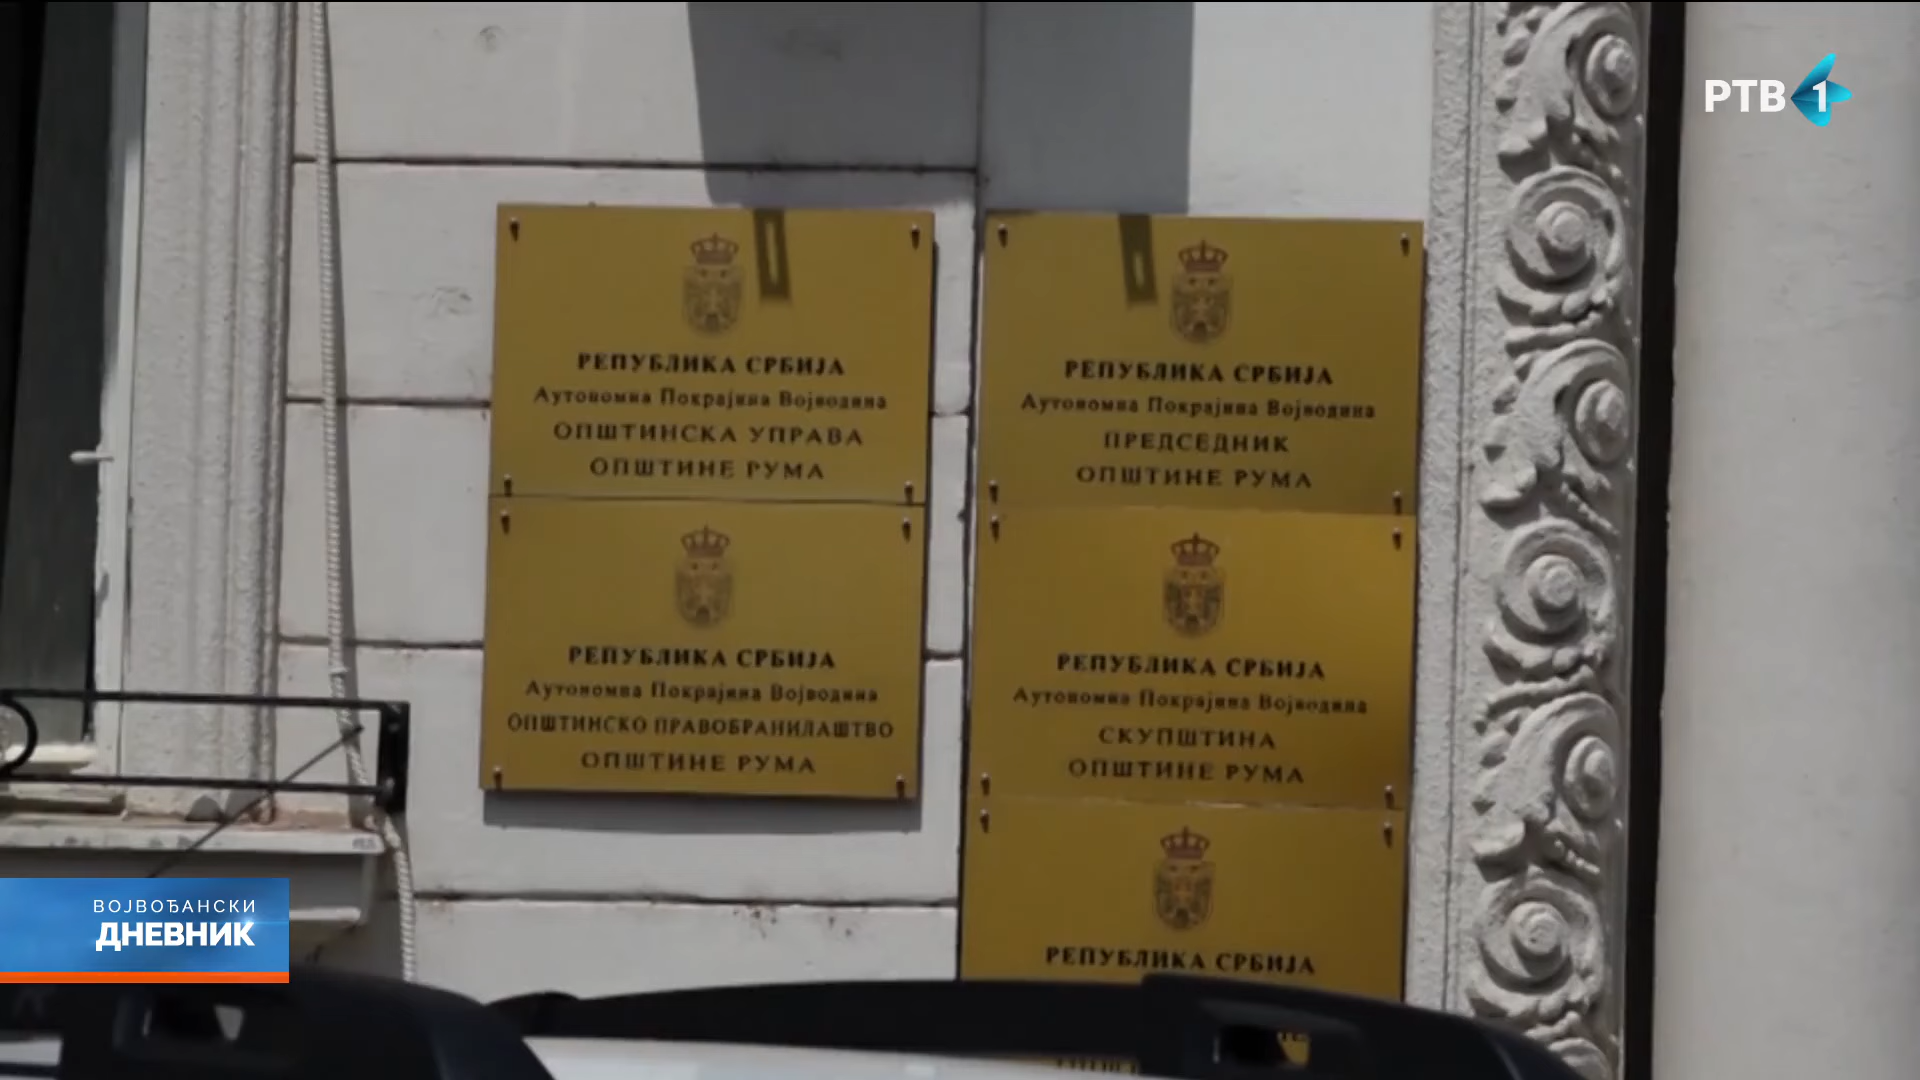 РТВ 1
РЕПУБЛИКА СРБИЈА
Аутономна Покрајина Војводина
ОПШТИНСКА УПРАВА
ОПШТИНЕ РУМА
РЕПУБЛИКА СРБИЈА
Аутономна Покрајина Војводина
ОПШТИНСКО ПРАВОБРАНИЛАШТВО
ОПШТИНЕ РУМА
РЕПУБЛИКА СРБИЈА
Аутономна Покрајина Војводина
ПРЕДСЕДНИК
ОПШТИНЕ РУМА
РЕПУБЛИКА СРБИЈА
Аутономна Покрајина Војводина
СКУПШТИНА
ОПШТИНЕ РУМА
РЕПУБЛИКА СРБИЈА
ВОЈВОЂАНСКИ
ДНЕВНИК